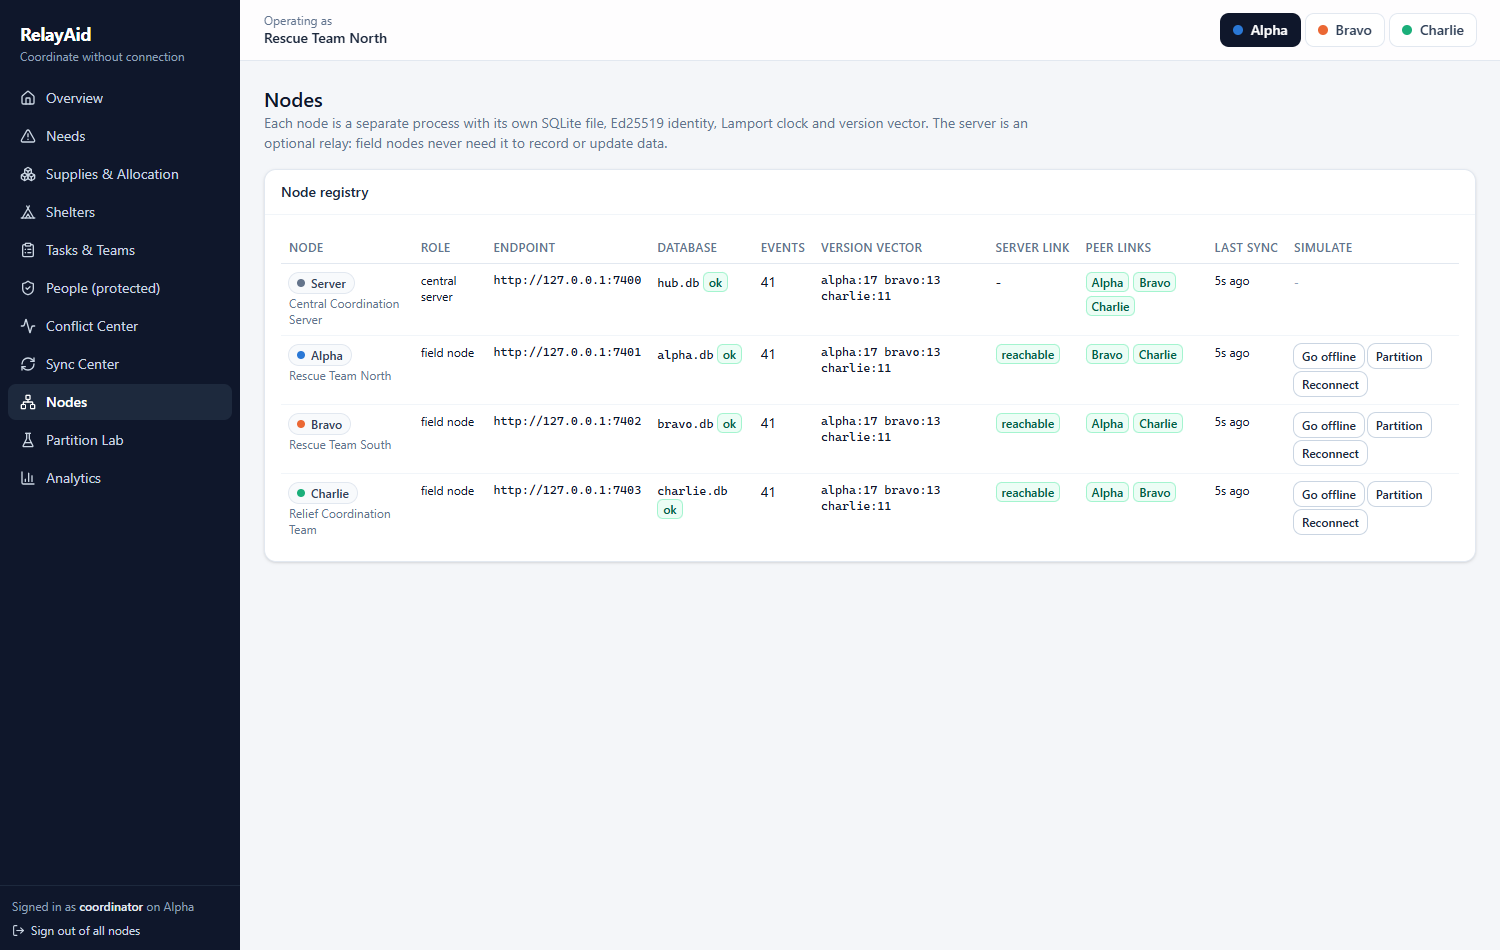 RelayAid
Coordinate without connection
Overview
Needs
Supplies & Allocation
Shelters
Tasks & Teams
People (protected)
Conflict Center
Sync Center
Nodes
Partition Lab
Analytics
Signed in as coordinator on Alpha
Sign out of all nodes
Operating as
Rescue Team North
Alpha Bravo Charlie
Nodes
Each node is a separate process with its own SQLite file, Ed25519 identity, Lamport clock and version vector. The server is an
optional relay: field nodes never need it to record or update data.
Node registry
NODE ROLE ENDPOINT DATABASE EVENTS VERSION VECTOR SERVER LINK PEER LINKS LAST SYNC SIMULATE
Server central http://127.0.0.1:7400 hub.db ok 41 alpha:17 bravo:13 - Alpha Bravo 5s ago -
Central Coordination server charlie:11 Charlie
Server
Alpha field node http://127.0.0.1:7401 alpha.db ok 41 alpha:17 bravo:13 reachable Bravo Charlie 5s ago Go offline Partition
Rescue Team North charlie:11 Reconnect
Bravo field node http://127.0.0.1:7402 bravo.db ok 41 alpha:17 bravo:13 reachable Alpha Charlie 5s ago Go offline Partition
Rescue Team South charlie:11 Reconnect
Charlie field node http://127.0.0.1:7403 charlie.db 41 alpha:17 bravo:13 reachable Alpha Bravo 5s ago Go offline Partition
Relief Coordination ok charlie:11 Reconnect
Team